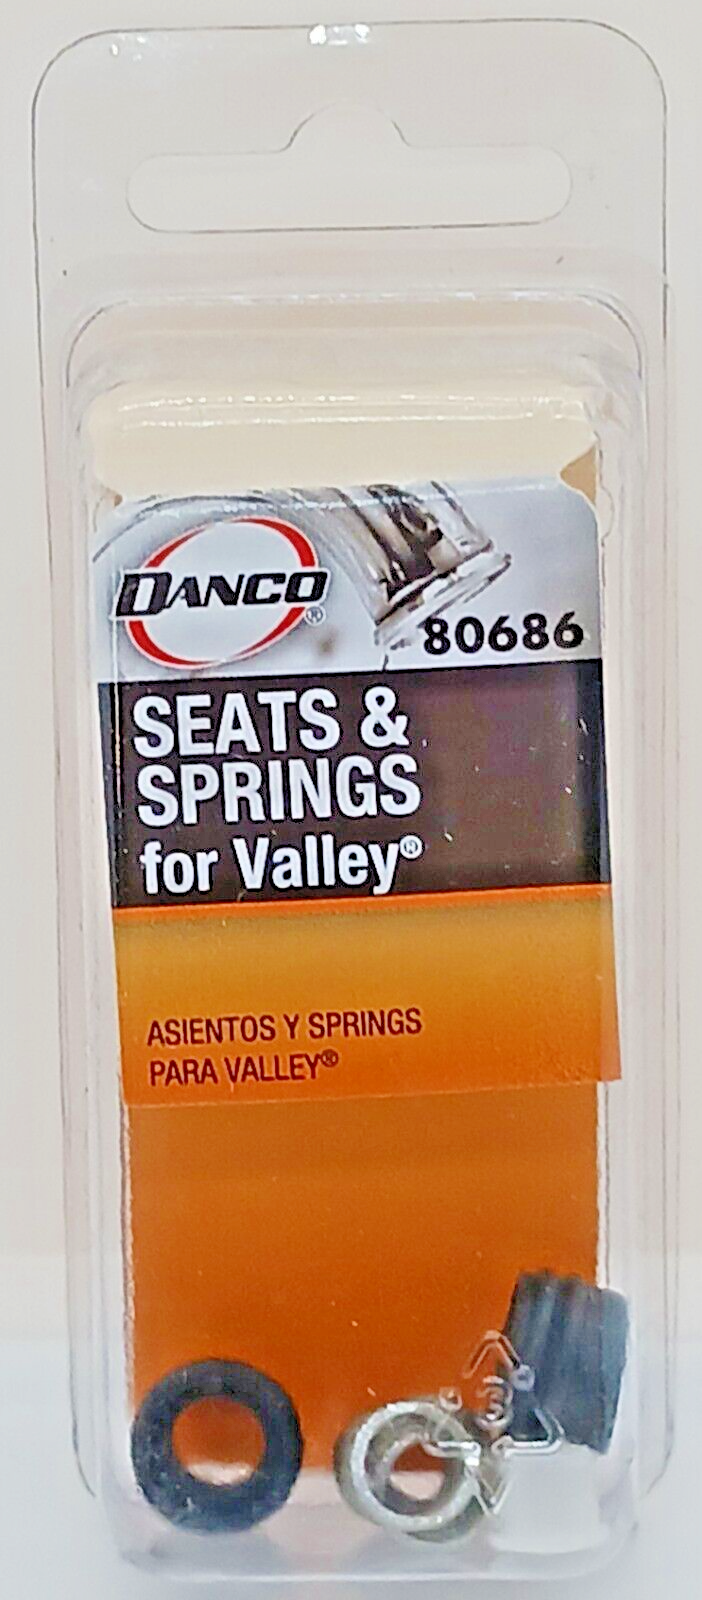 DANCO®
80686
SEATS &
SPRINGS
for Valley®
ASIENTOS Y SPRINGS
PARA VALLEY®